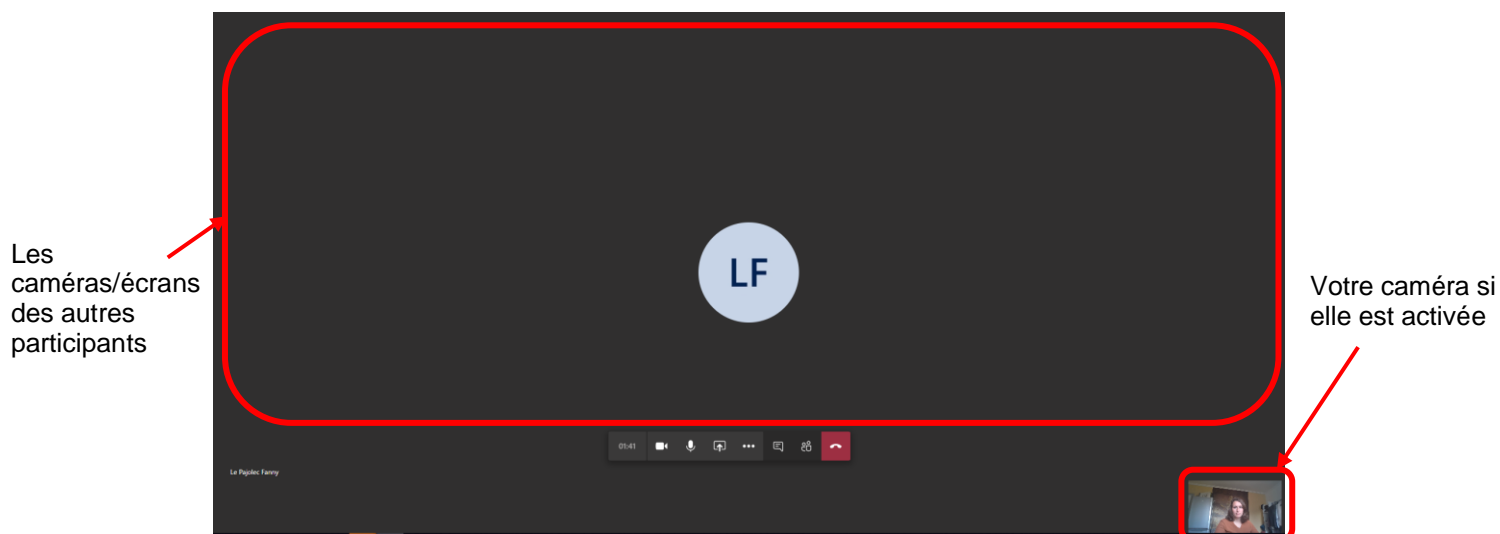 Les
caméras/écrans
des autres
participants
LF
Votre caméra si
elle est activée
01:41
Le Pajolec Fanny